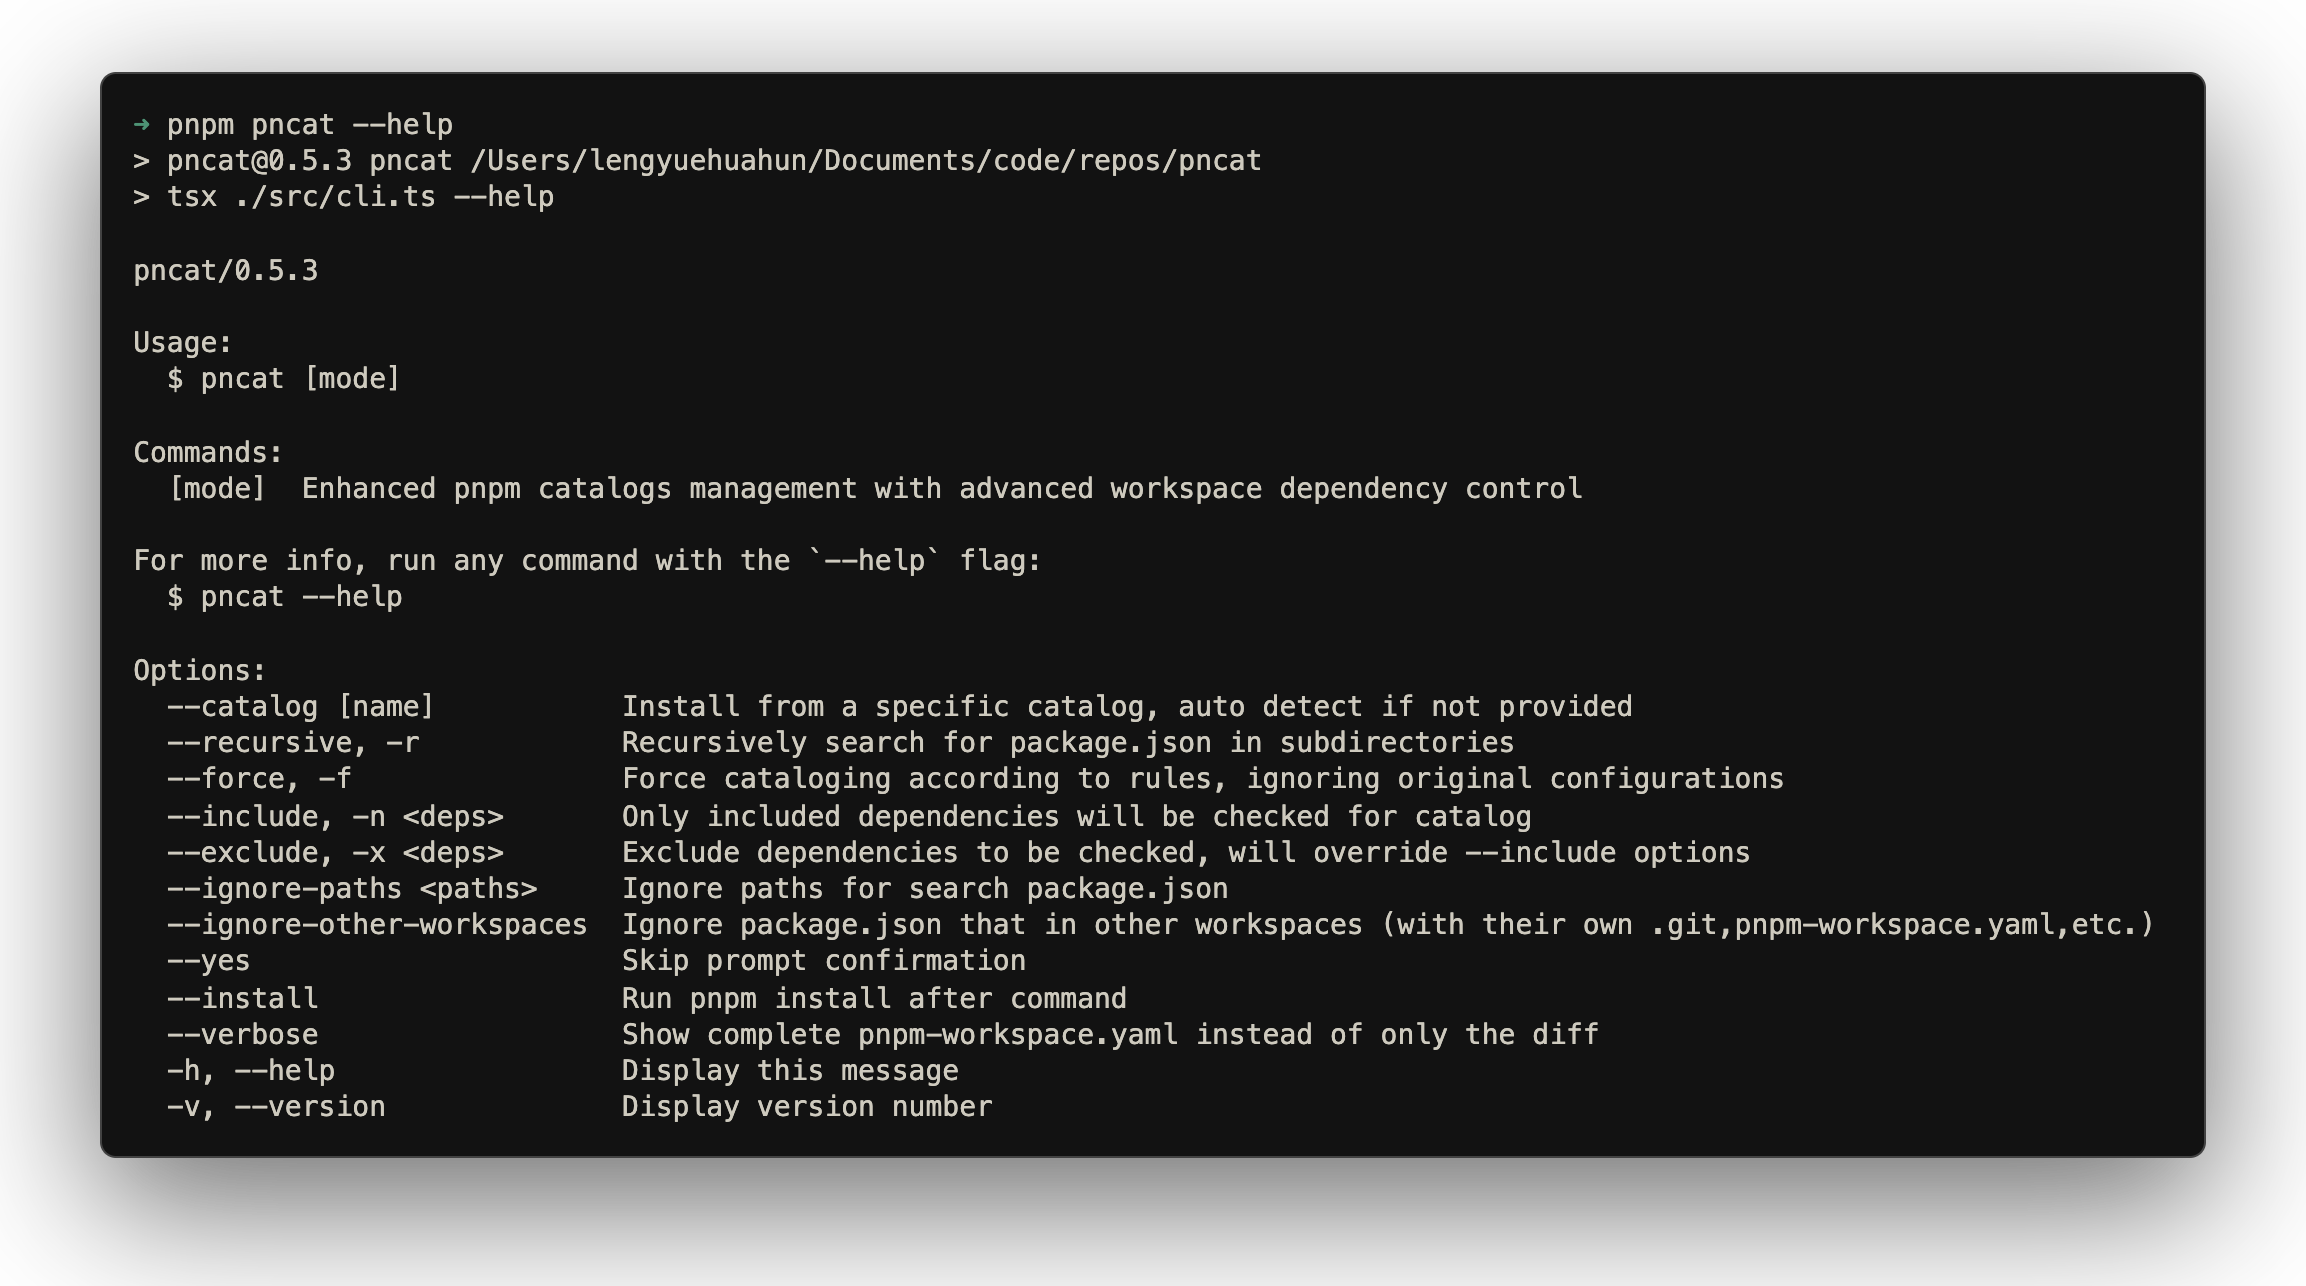 ➜ pnpm pncat --help
> pncat@0.5.3 pncat /Users/lengyuehuahun/Documents/code/repos/pncat
> tsx ./src/cli.ts --help

pncat/0.5.3

Usage:
  $ pncat [mode]

Commands:
  [mode]  Enhanced pnpm catalogs management with advanced workspace dependency control

For more info, run any command with the `--help` flag:
  $ pncat --help

Options:
  --catalog [name]           Install from a specific catalog, auto detect if not provided
  --recursive, -r            Recursively search for package.json in subdirectories
  --force, -f                Force cataloging according to rules, ignoring original configurations
  --include, -n <deps>       Only included dependencies will be checked for catalog
  --exclude, -x <deps>       Exclude dependencies to be checked, will override --include options
  --ignore-paths <paths>     Ignore paths for search package.json
  --ignore-other-workspaces  Ignore package.json that in other workspaces (with their own .git,pnpm-workspace.yaml,etc.)
  --yes                      Skip prompt confirmation
  --install                  Run pnpm install after command
  --verbose                  Show complete pnpm-workspace.yaml instead of only the diff
  -h, --help                 Display this message
  -v, --version              Display version number